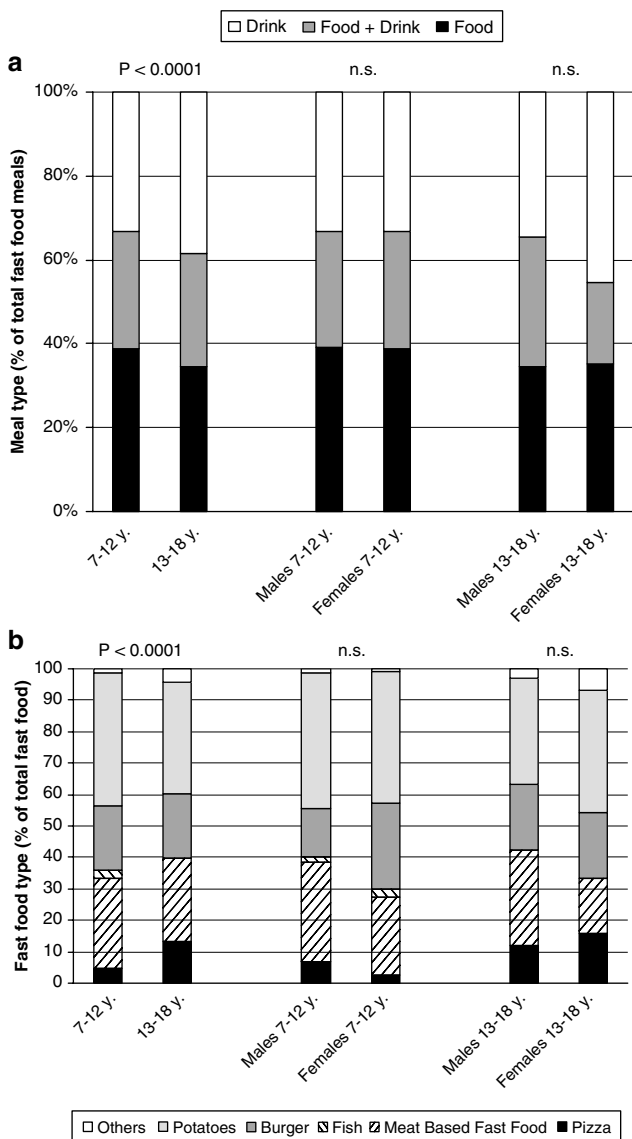 Drink Food + Drink Food
a
P < 0.0001 n.s. n.s.
Meal type (% of total fast food meals)
100%
80%
60%
40%
20%
0%
7-12 y. 13-18 y. Males 7-12 y. Females 7-12 y. Males 13-18 y. Females 13-18 y.
b
P < 0.0001 n.s. n.s.
Fast food type (% of total fast food)
100
90
80
70
60
50
40
30
20
10
0
7-12 y. 13-18 y. Males 7-12 y. Females 7-12 y. Males 13-18 y. Females 13-18 y.
Others Potatoes Burger Fish Meat Based Fast Food Pizza